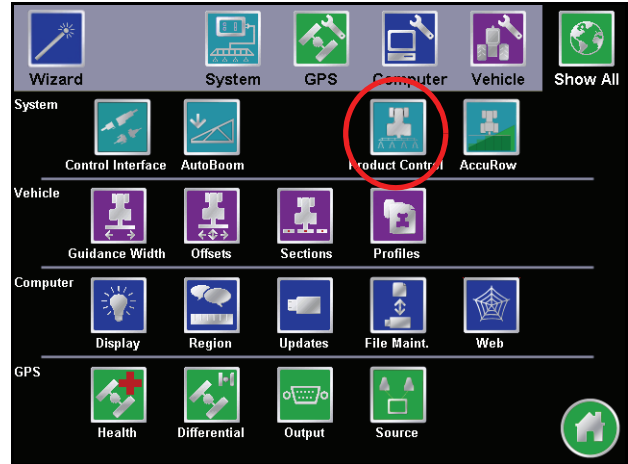 Wizard System GPS Computer Vehicle Show All
System
Control Interface AutoBoom Product Control AccuRow
Vehicle
Guidance Width Offsets Sections Profiles
Computer
Display Region Updates File Maint. Web
GPS
Health Differential Output Source